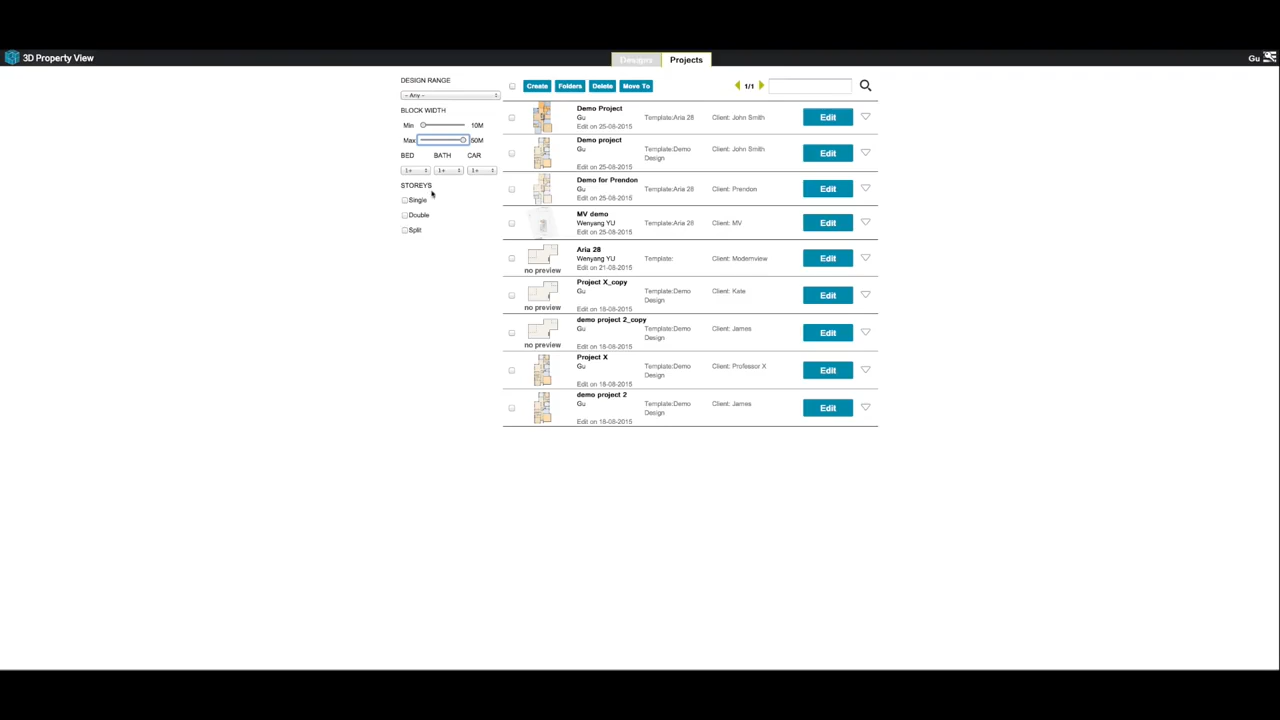 3D Property View
Designs
Projects
Gu
DESIGN RANGE
- Any -
BLOCK WIDTH
Min 10M
Max 50M
BED BATH CAR
1+ 1+ 1+
STOREYS
Single
Double
Split
Create Folders Delete Move To 1/1
Demo Project
Gu
Edit on 25-08-2015
Template:Aria 28
Client: John Smith
Edit
Demo project
Gu
Edit on 25-08-2015
Template:Demo
Design
Client: John Smith
Edit
Demo for Prendon
Gu
Edit on 25-08-2015
Template:Aria 28
Client: Prendon
Edit
MV demo
Wenyang YU
Edit on 25-08-2015
Template:Aria 28
Client: MV
Edit
no preview
Aria 28
Wenyang YU
Edit on 21-08-2015
Template:
Client: Modernview
Edit
no preview
Project X_copy
Gu
Edit on 18-08-2015
Template:Demo
Design
Client: Kate
Edit
no preview
demo project 2_copy
Gu
Edit on 18-08-2015
Template:Demo
Design
Client: James
Edit
Project X
Gu
Edit on 18-08-2015
Template:Demo
Design
Client: Professor X
Edit
demo project 2
Gu
Edit on 18-08-2015
Template:Demo
Design
Client: James
Edit